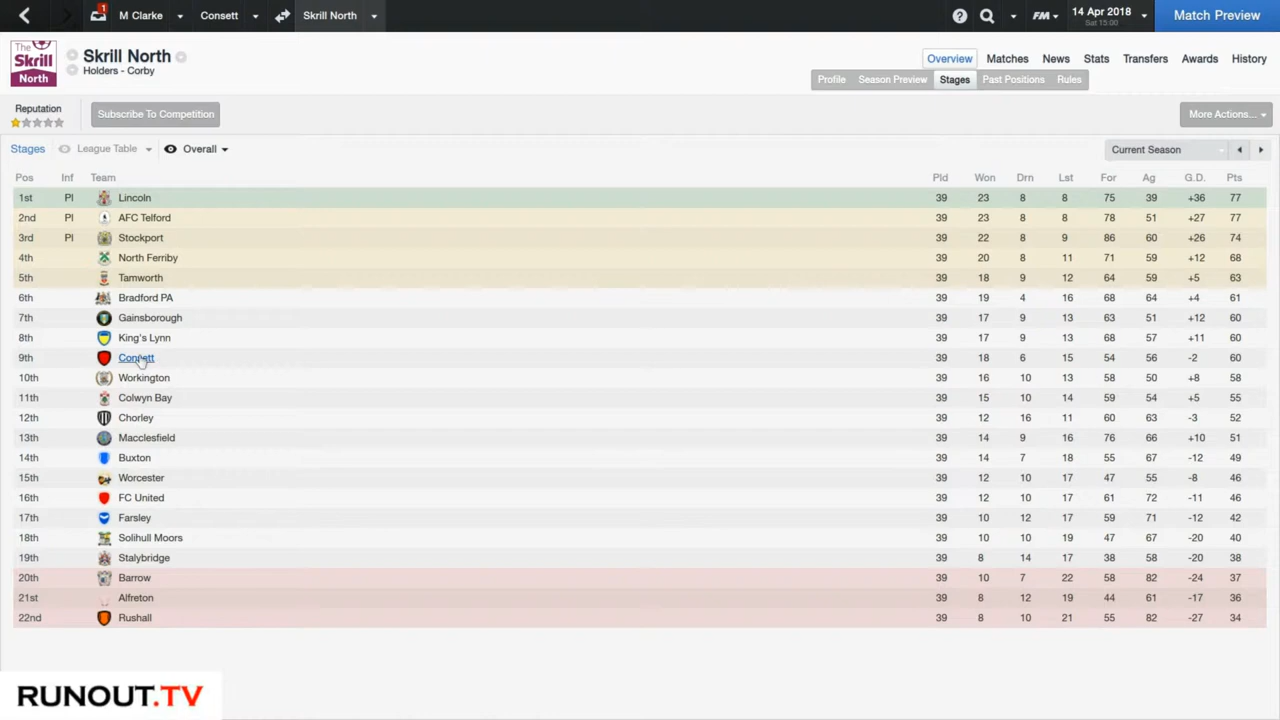 1 M Clarke Consett Skrill North FM 14 Apr 2018 Match Preview
Sat 15:00
The Skrill North
Skrill North
Holders - Corby
Overview Matches News Stats Transfers Awards History
Profile Season Preview Stages Past Positions Rules
Reputation
Subscribe To Competition
More Actions...
Stages League Table Overall Current Season
Pos Inf Team Pld Won Drn Lst For Ag G.D. Pts
1st Pl Lincoln 39 23 8 8 75 39 +36 77
2nd Pl AFC Telford 39 23 8 8 78 51 +27 77
3rd Pl Stockport 39 22 8 9 86 60 +26 74
4th North Ferriby 39 20 8 11 71 59 +12 68
5th Tamworth 39 18 9 12 64 59 +5 63
6th Bradford PA 39 19 4 16 68 64 +4 61
7th Gainsborough 39 17 9 13 63 51 +12 60
8th King's Lynn 39 17 9 13 68 57 +11 60
9th Consett 39 18 6 15 54 56 -2 60
10th Workington 39 16 10 13 58 50 +8 58
11th Colwyn Bay 39 15 10 14 59 54 +5 55
12th Chorley 39 12 16 11 60 63 -3 52
13th Macclesfield 39 14 9 16 76 66 +10 51
14th Buxton 39 14 7 18 55 67 -12 49
15th Worcester 39 12 10 17 47 55 -8 46
16th FC United 39 12 10 17 61 72 -11 46
17th Farsley 39 10 12 17 59 71 -12 42
18th Solihull Moors 39 10 10 19 47 67 -20 40
19th Stalybridge 39 8 14 17 38 58 -20 38
20th Barrow 39 10 7 22 58 82 -24 37
21st Alfreton 39 8 12 19 44 61 -17 36
22nd Rushall 39 8 10 21 55 82 -27 34
RUNOUT.TV